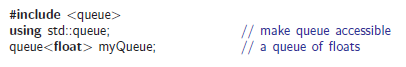 #include <queue>
using std::queue; // make queue accessible
queue<float> myQueue; // a queue of floats